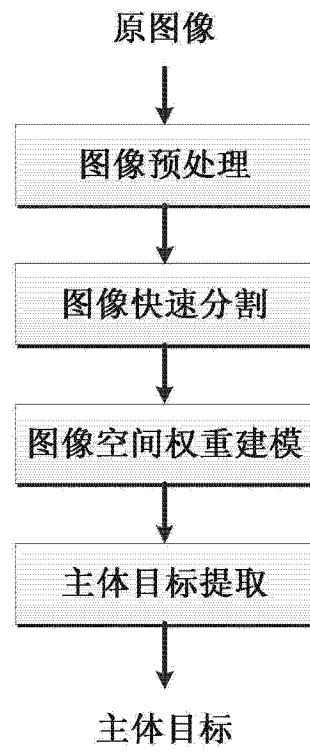 原图像
图像预处理
图像快速分割
图像空间权重建模
主体目标提取
主体目标